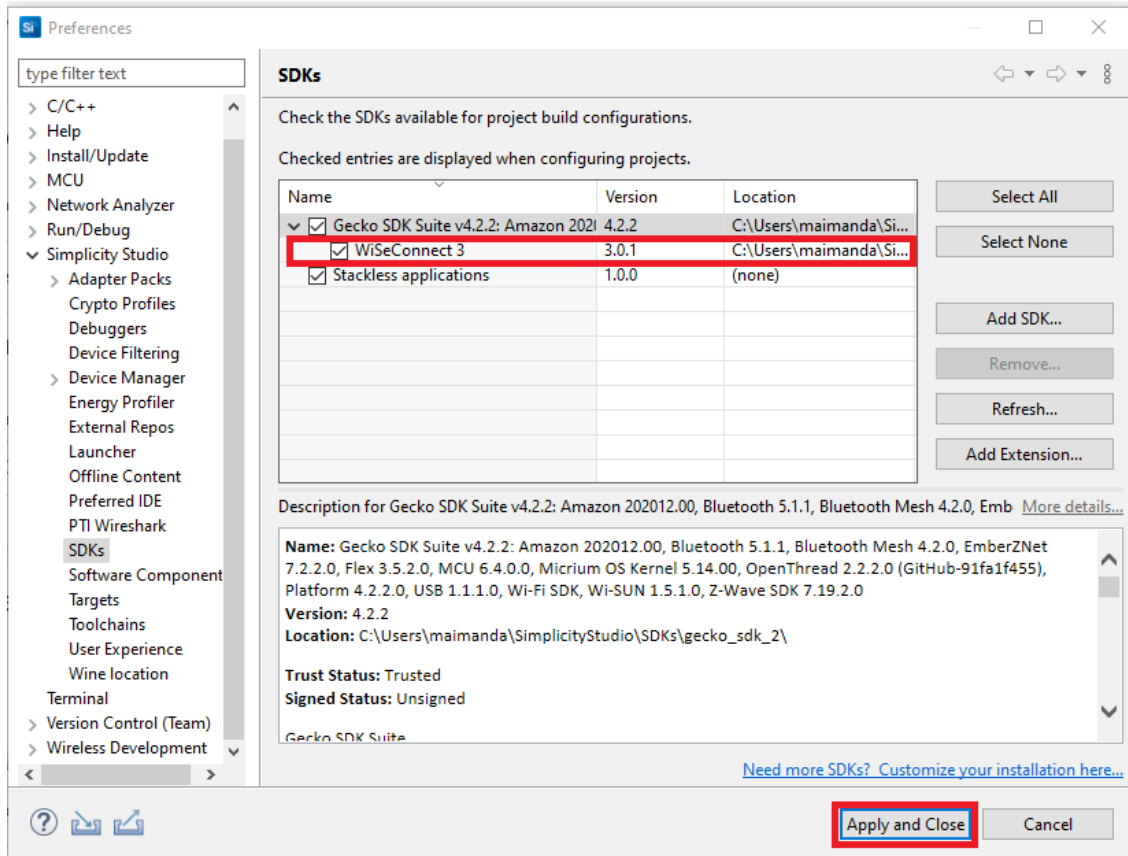 Si Preferences
type filter text
C/C++
Help
Install/Update
MCU
Network Analyzer
Run/Debug
Simplicity Studio
Adapter Packs
Crypto Profiles
Debuggers
Device Filtering
Device Manager
Energy Profiler
External Repos
Launcher
Offline Content
Preferred IDE
PTI Wireshark
SDKs
Software Component
Targets
Toolchains
User Experience
Wine location
Terminal
Version Control (Team)
Wireless Development
SDKs
Check the SDKs available for project build configurations.
Checked entries are displayed when configuring projects.
Name Version Location
Gecko SDK Suite v4.2.2: Amazon 202( 4.2.2 C:\Users\maimanda\Si...
WiSeConnect 3 3.0.1 C:\Users\maimanda\Si...
Stackless applications 1.0.0 (none)
Select All
Select None
Add SDK...
Remove...
Refresh...
Add Extension...
Description for Gecko SDK Suite v4.2.2: Amazon 202012.00, Bluetooth 5.1.1, Bluetooth Mesh 4.2.0, Emb More details...
Name: Gecko SDK Suite v4.2.2: Amazon 202012.00, Bluetooth 5.1.1, Bluetooth Mesh 4.2.0, EmberZNet
7.2.2.0, Flex 3.5.2.0, MCU 6.4.0.0, Micrium OS Kernel 5.14.00, OpenThread 2.2.2.0 (GitHub-91fa1f455),
Platform 4.2.2.0, USB 1.1.1.0, Wi-Fi SDK, Wi-SUN 1.5.1.0, Z-Wave SDK 7.19.2.0
Version: 4.2.2
Location: C:\Users\maimanda\SimplicityStudio\SDKs\gecko_sdk_2\
Trust Status: Trusted
Signed Status: Unsigned
Gecko SDK Suite
Need more SDKs? Customize your installation here...
? Apply and Close Cancel